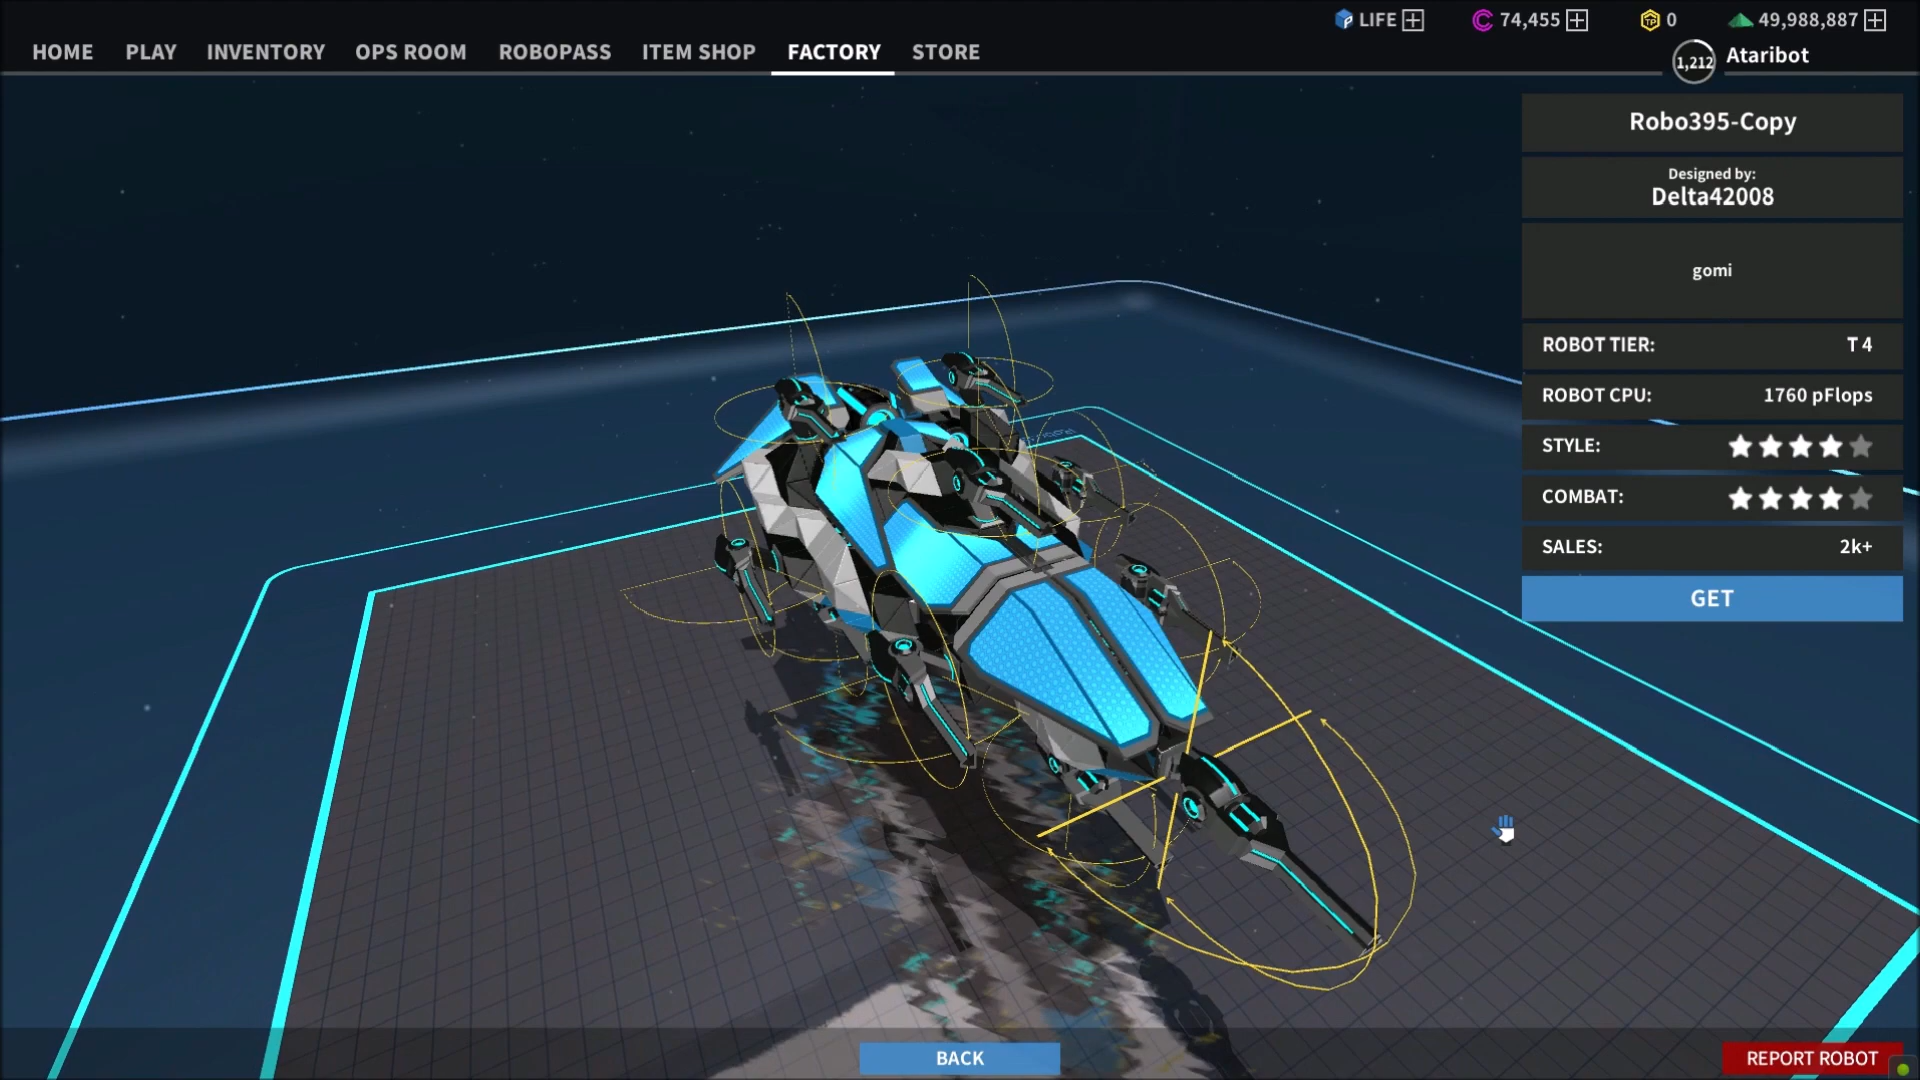 LIFE 74,455 0 49,988,887
HOME PLAY INVENTORY OPS ROOM ROBOPASS ITEM SHOP FACTORY STORE
1,212 Ataribot
Robo395-Copy
Designed by:
Delta42008
gomi
ROBOT TIER: T 4
ROBOT CPU: 1760 pFlops
STYLE:
COMBAT:
SALES: 2k+
GET
BACK
REPORT ROBOT